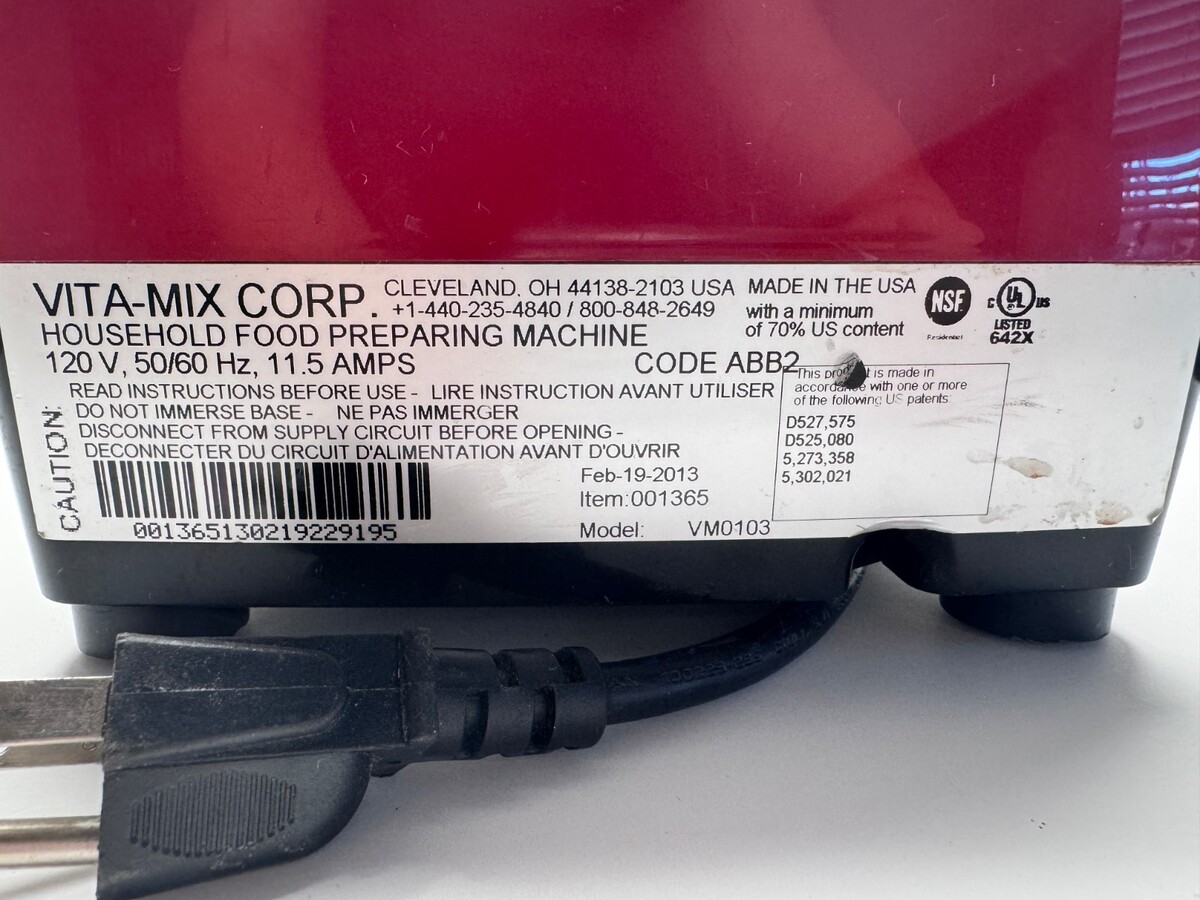 VITA-MIX CORP.
CLEVELAND. OH 44138-2103 USA
+1-440-235-4840 / 800-848-2649
MADE IN THE USA
with a minimum
of 70% US content
NSF
Residential
C UL US
LISTED
642X
HOUSEHOLD FOOD PREPARING MACHINE
120 V, 50/60 Hz, 11.5 AMPS
CODE ABB2
CAUTION:
READ INSTRUCTIONS BEFORE USE - LIRE INSTRUCTION AVANT UTILISER
DO NOT IMMERSE BASE - NE PAS IMMERGER
DISCONNECT FROM SUPPLY CIRCUIT BEFORE OPENING -
DECONNECTER DU CIRCUIT D'ALIMENTATION AVANT D'OUVRIR
This is made in
with one or more
of the following US patents:
D527,575
D525,080
5,273,358
5,302,021
001365130219229195
Feb-19-2013
Item:001365
Model: VM0103